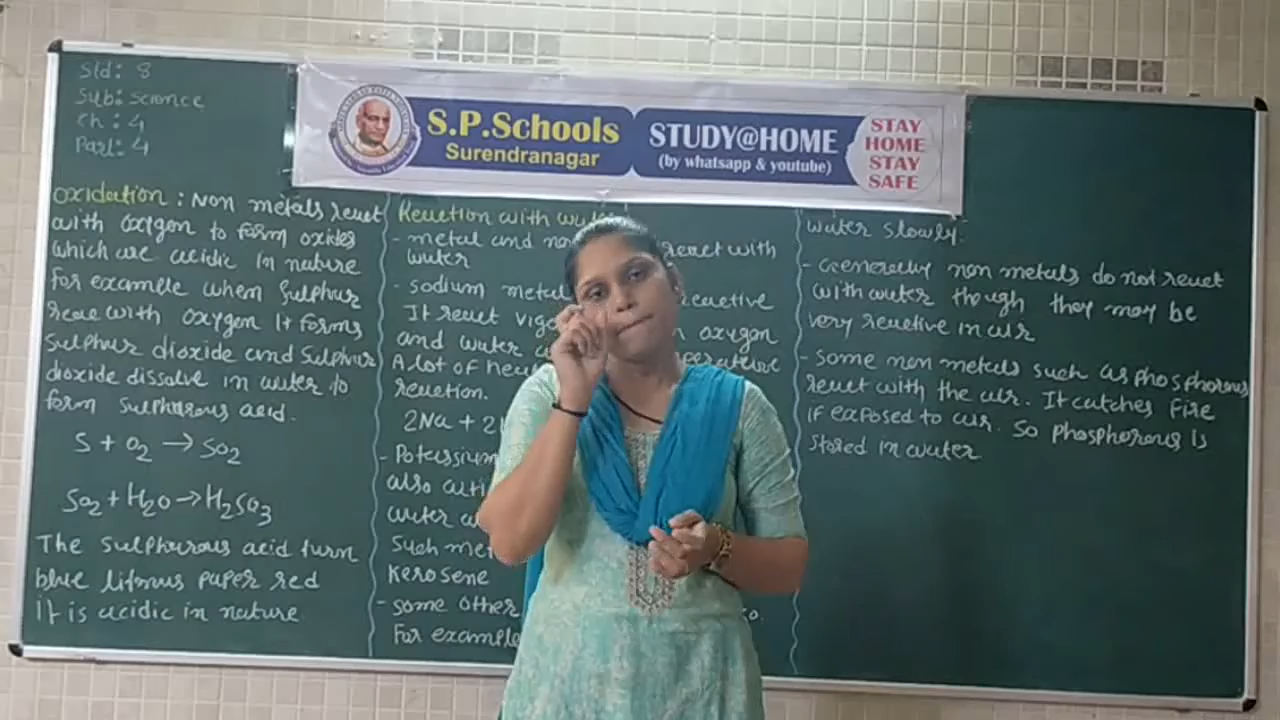 Std: 8
Sub: Science
Ch: 4
Part: 4
S.P.Schools
Surendranagar
STUDY@HOME
(by whatsapp & youtube)
STAY
HOME
STAY
SAFE
Oxidation : Non metals react
with oxygen to form oxides
which are acidic in nature
for example when sulphur
reac with oxygen it forms
sulphur dioxide and sulphur
dioxide dissolve in water to
form sulphurous acid.
S + O2 → SO2
SO2 + H2O → H2SO3
The sulphurous acid turn
blue litmus paper red
it is acidic in nature
Reaction with
- metal and react with
water
- sodium reactive
It react oxygen
and water
A lot of
reaction.
2Na + 2
- Potassium
also
water
Such
Kerosene
- some other
For example
water slowly.
- Generally non metals do not react
with water though they may be
very reactive in air
- Some non metals such as phosphorous
react with the air. It catches fire
if exposed to air. So phosphorous is
stored in water